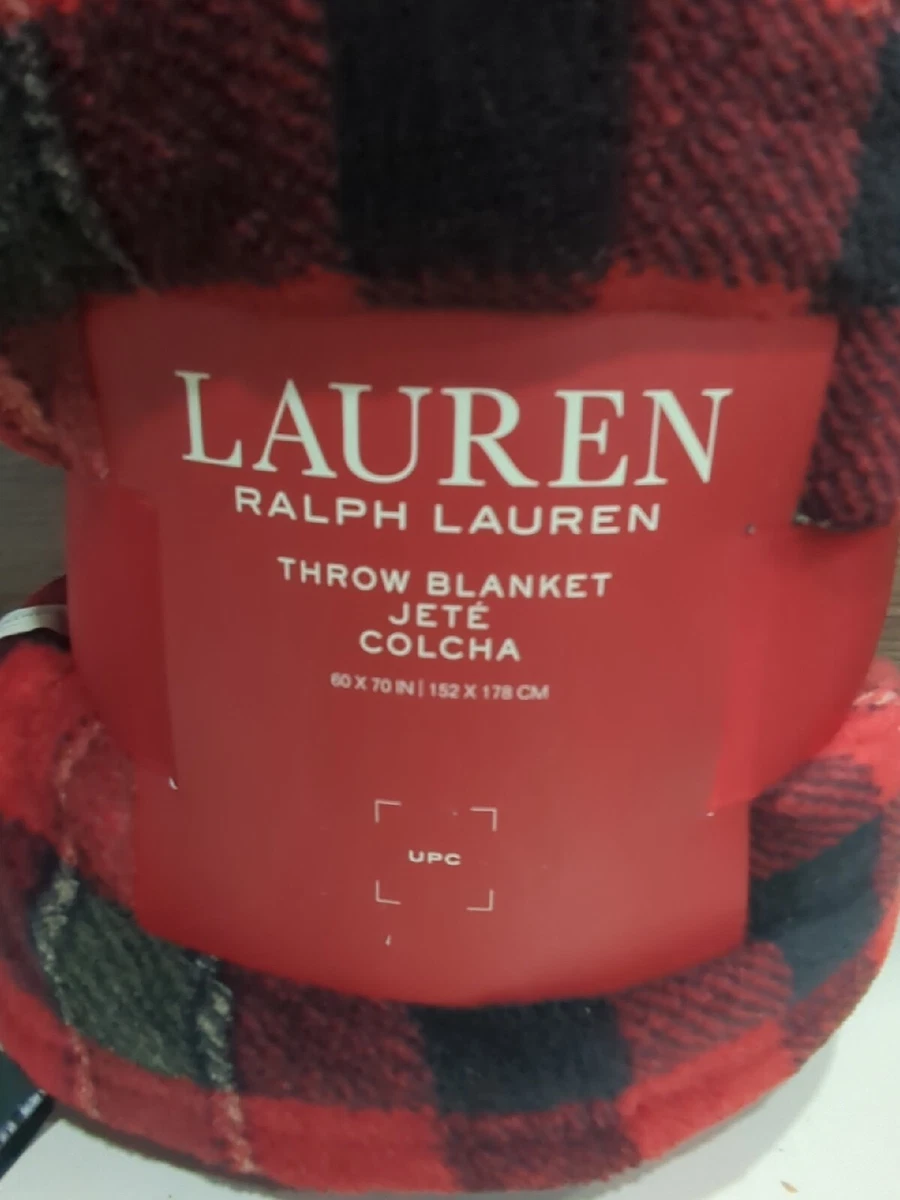 LAUREN
RALPH LAUREN
THROW BLANKET
JETÉ
COLCHA
60 X 70 IN | 152 X 178 CM
UPC